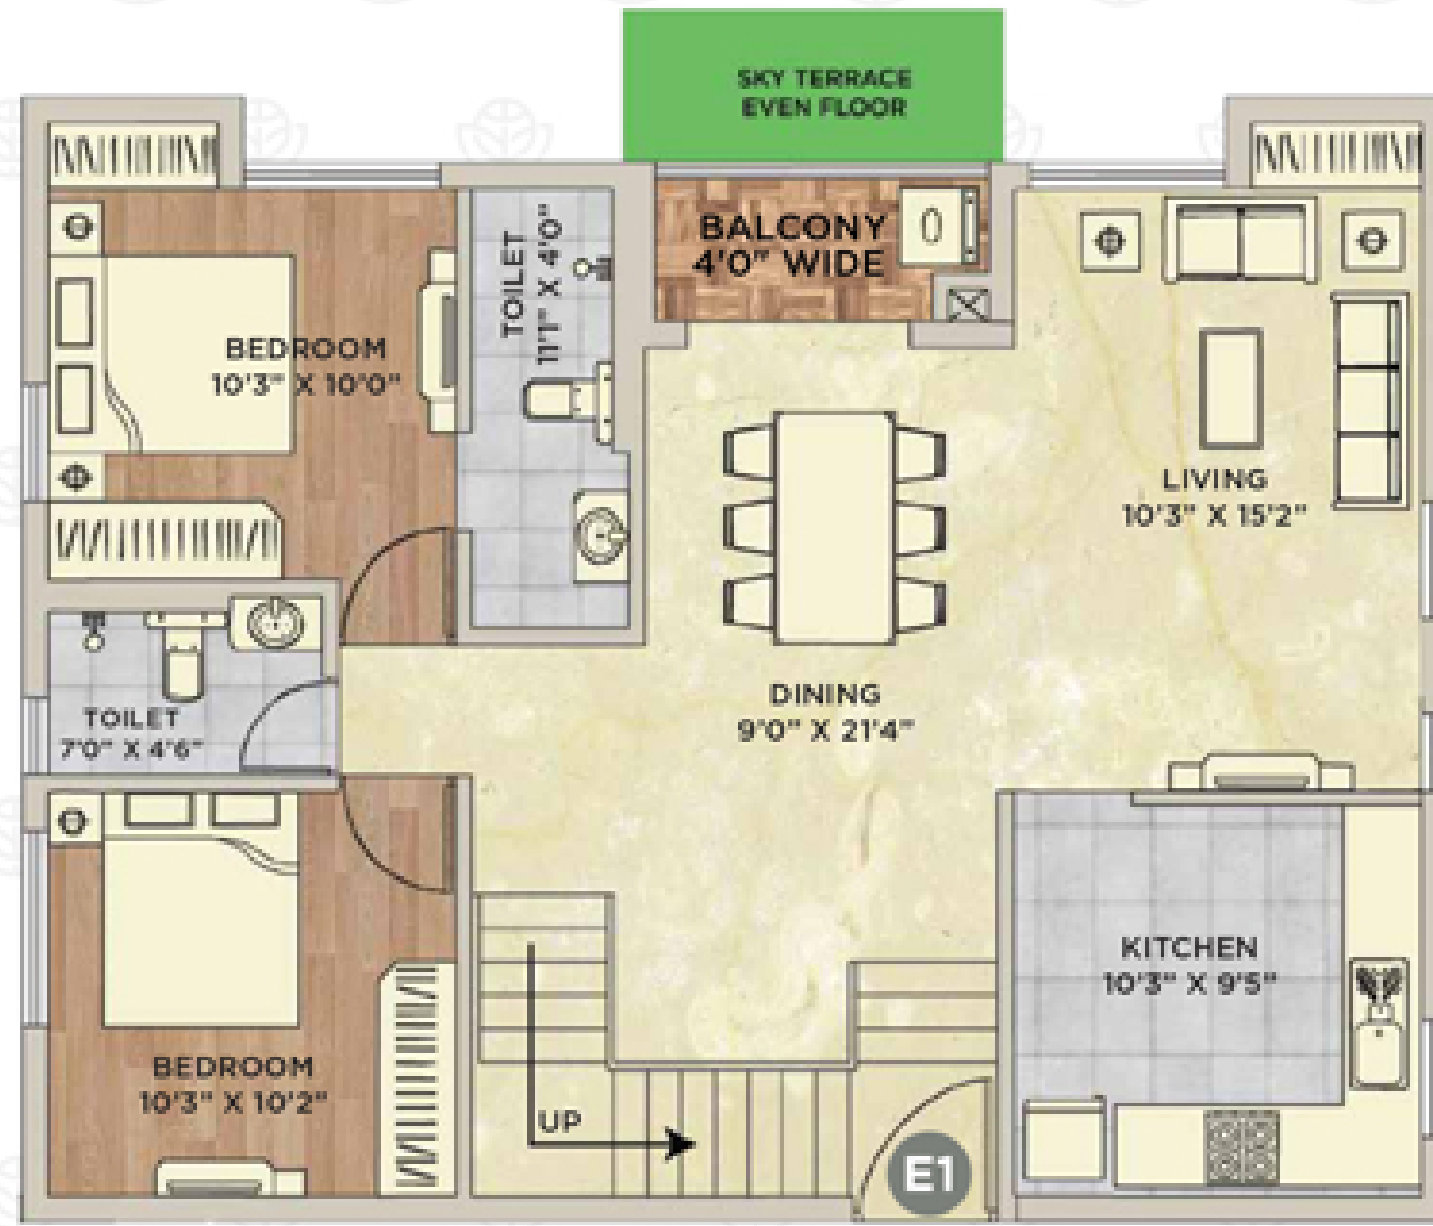 SKY TERRACE
EVEN FLOOR
BALCONY
4'0" WIDE
TOILET
11'1" X 4'0"
BEDROOM
10'3" X 10'0"
LIVING
10'3" X 15'2"
DINING
9'0" X 21'4"
TOILET
7'0" X 4'6"
KITCHEN
10'3" X 9'5"
BEDROOM
10'3" X 10'2"
UP
E1